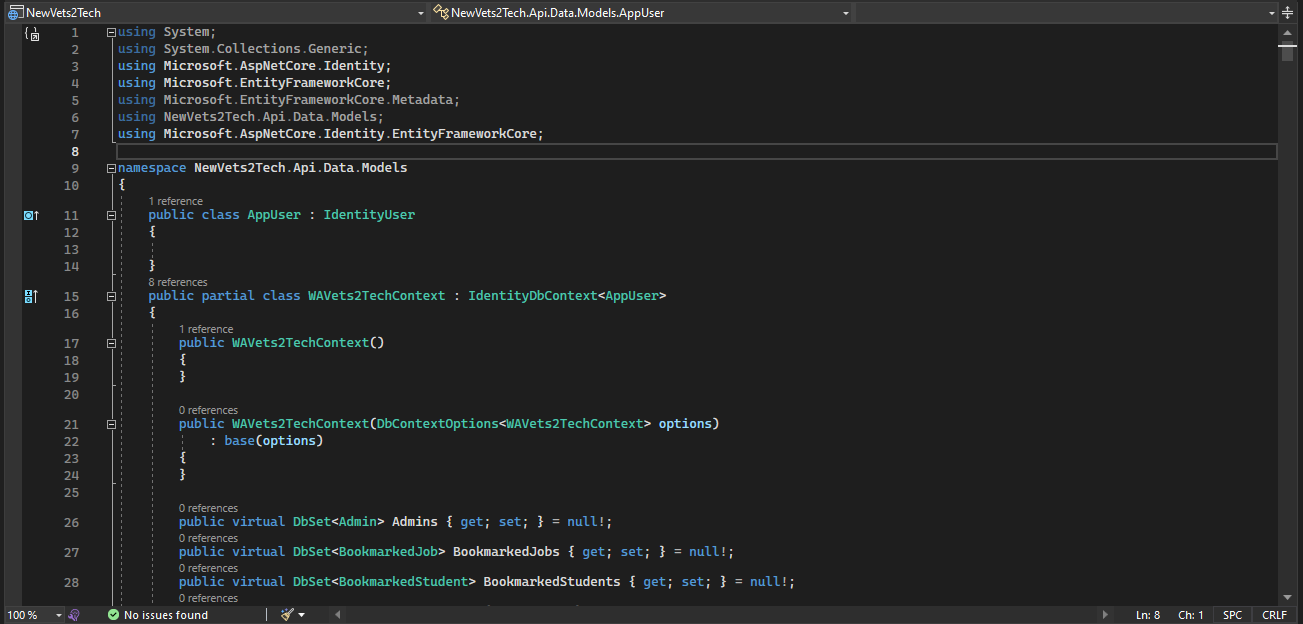 NewVets2Tech NewVets2Tech.Api.Data.Models.AppUser
1 using System;
2 using System.Collections.Generic;
3 using Microsoft.AspNetCore.Identity;
4 using Microsoft.EntityFrameworkCore;
5 using Microsoft.EntityFrameworkCore.Metadata;
6 using NewVets2Tech.Api.Data.Models;
7 using Microsoft.AspNetCore.Identity.EntityFrameworkCore;
8
9 namespace NewVets2Tech.Api.Data.Models
10 {
1 reference
11 public class AppUser : IdentityUser
12 {
13
14 }
8 references
15 public partial class WAVets2TechContext : IdentityDbContext<AppUser>
16 {
1 reference
17 public WAVets2TechContext()
18 {
19 }
20
0 references
21 public WAVets2TechContext(DbContextOptions<WAVets2TechContext> options)
22 : base(options)
23 {
24 }
25
0 references
26 public virtual DbSet<Admin> Admins { get; set; } = null!;
0 references
27 public virtual DbSet<BookmarkedJob> BookmarkedJobs { get; set; } = null!;
0 references
28 public virtual DbSet<BookmarkedStudent> BookmarkedStudents { get; set; } = null!;
0 references
100 % No issues found Ln: 8 Ch: 1 SPC CRLF